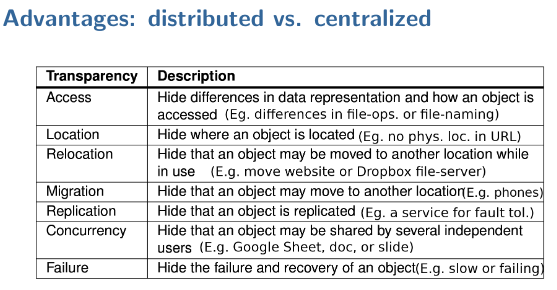 Advantages: distributed vs. centralized
Transparency Description
Access Hide differences in data representation and how an object is
accessed (Eg. differences in file-ops. or file-naming)
Location Hide where an object is located (Eg. no phys. loc. in URL)
Relocation Hide that an object may be moved to another location while
in use (E.g. move website or Dropbox file-server)
Migration Hide that an object may move to another location(E.g. phones)
Replication Hide that an object is replicated (Eg. a service for fault tol.)
Concurrency Hide that an object may be shared by several independent
users (E.g. Google Sheet, doc, or slide)
Failure Hide the failure and recovery of an object(E.g. slow or failing)